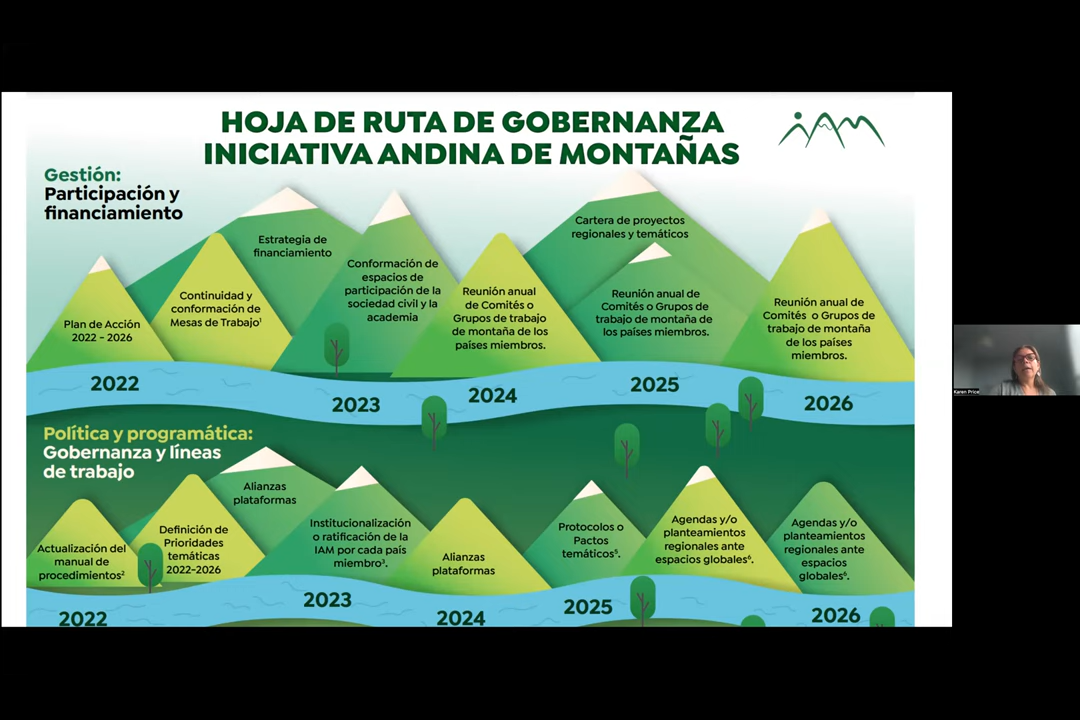 HOJA DE RUTA DE GOBERNANZA
INICIATIVA ANDINA DE MONTAÑAS
IAM
Gestión:
Participación y
financiamiento
Plan de Acción
2022 – 2026
Continuidad y
conformación de
Mesas de Trabajo¹
Estrategia de
financiamiento
Conformación de
espacios de
participación de la
sociedad civil y la
academia
Reunión anual
de Comités o
Grupos de trabajo
de montaña de los
países miembros.
Cartera de proyectos
regionales y temáticos
Reunión anual de
Comités o Grupos de
trabajo de montaña de
los países miembros.
Reunión anual de
Comités o Grupos de
trabajo de montaña
de los países
miembros.
2022
2023
2024
2025
2026
Política y programática:
Gobernanza y líneas
de trabajo
Actualización del
manual de
procedimientos²
Definición de
Prioridades
temáticas
2022-2026
Alianzas
plataformas
Institucionalización
o ratificación de la
IAM por cada país
miembro³.
Alianzas
plataformas
Protocolos o
Pactos
temáticos⁵.
Agendas y/o
planteamientos
regionales ante
espacios globales⁶.
Agendas y/o
planteamientos
regionales ante
espacios
globales⁶.
2022
2023
2024
2025
2026
Karen Price